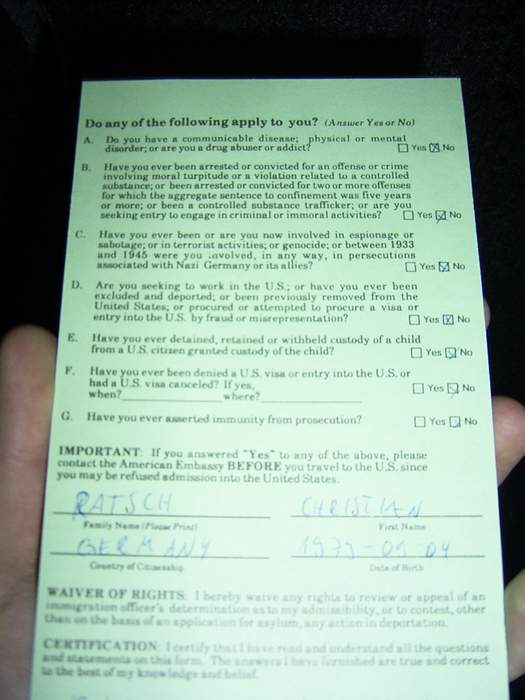 Do any of the following apply to you? (Answer Yes or No)
A. Do you have a communicable disease; physical or mental
disorder; or are you a drug abuser or addict? Yes No
B. Have you ever been arrested or convicted for an offense or crime
involving moral turpitude or a violation related to a controlled
substance; or been arrested or convicted for two or more offenses
for which the aggregate sentence to confinement was five years
or more; or been a controlled substance trafficker; or are you
seeking entry to engage in criminal or immoral activities? Yes No
C. Have you ever been or are you now involved in espionage or
sabotage; or in terrorist activities; or genocide; or between 1933
and 1945 were you involved, in any way, in persecutions
associated with Nazi Germany or its allies? Yes No
D. Are you seeking to work in the U.S.; or have you ever been
excluded and deported; or been previously removed from the
United States; or procured or attempted to procure a visa or
entry into the U.S. by fraud or misrepresentation? Yes No
E. Have you ever detained, retained or withheld custody of a child
from a U.S. citizen granted custody of the child? Yes No
F. Have you ever been denied a U.S. visa or entry into the U.S. or
had a U.S. visa canceled? If yes,
when? where? Yes No
G. Have you ever asserted immunity from prosecution? Yes No
IMPORTANT: If you answered "Yes" to any of the above, please
contact the American Embassy BEFORE you travel to the U.S. since
you may be refused admission into the United States.
RATSCH CHRISTIAN
Family Name (Please Print) First Name
GERMANY 1979-09-04
Country of Citizenship Date of Birth
WAIVER OF RIGHTS: I hereby waive any rights to review or appeal of an
immigration officer's determination as to my admissibility, or to contest, other
than on the basis of an application for asylum, any action in deportation.
CERTIFICATION: I certify that I have read and understand all the questions
and statements on this form. The answers I have furnished are true and correct
to the best of my knowledge and belief.